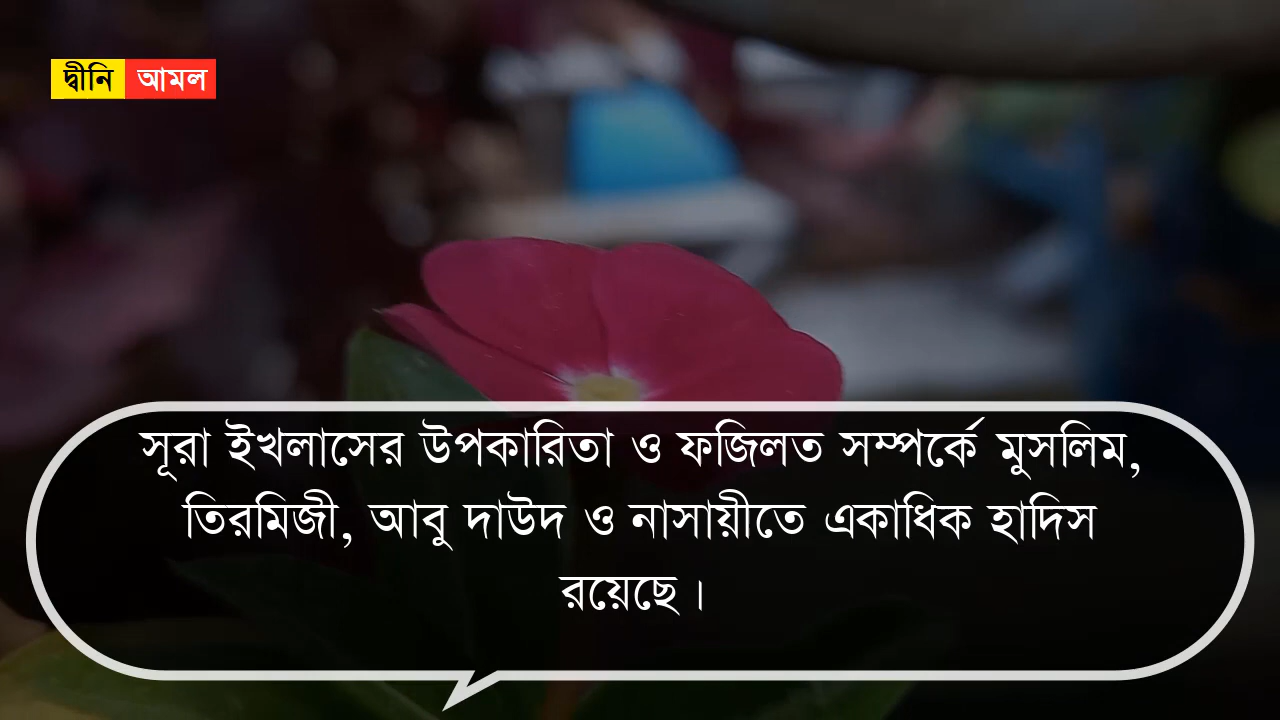 দ্বীনি আমল
সূরা ইখলাসের উপকারিতা ও ফজিলত সম্পর্কে মুসলিম,
তিরমিজী, আবু দাউদ ও নাসায়ীতে একাধিক হাদিস
রয়েছে।